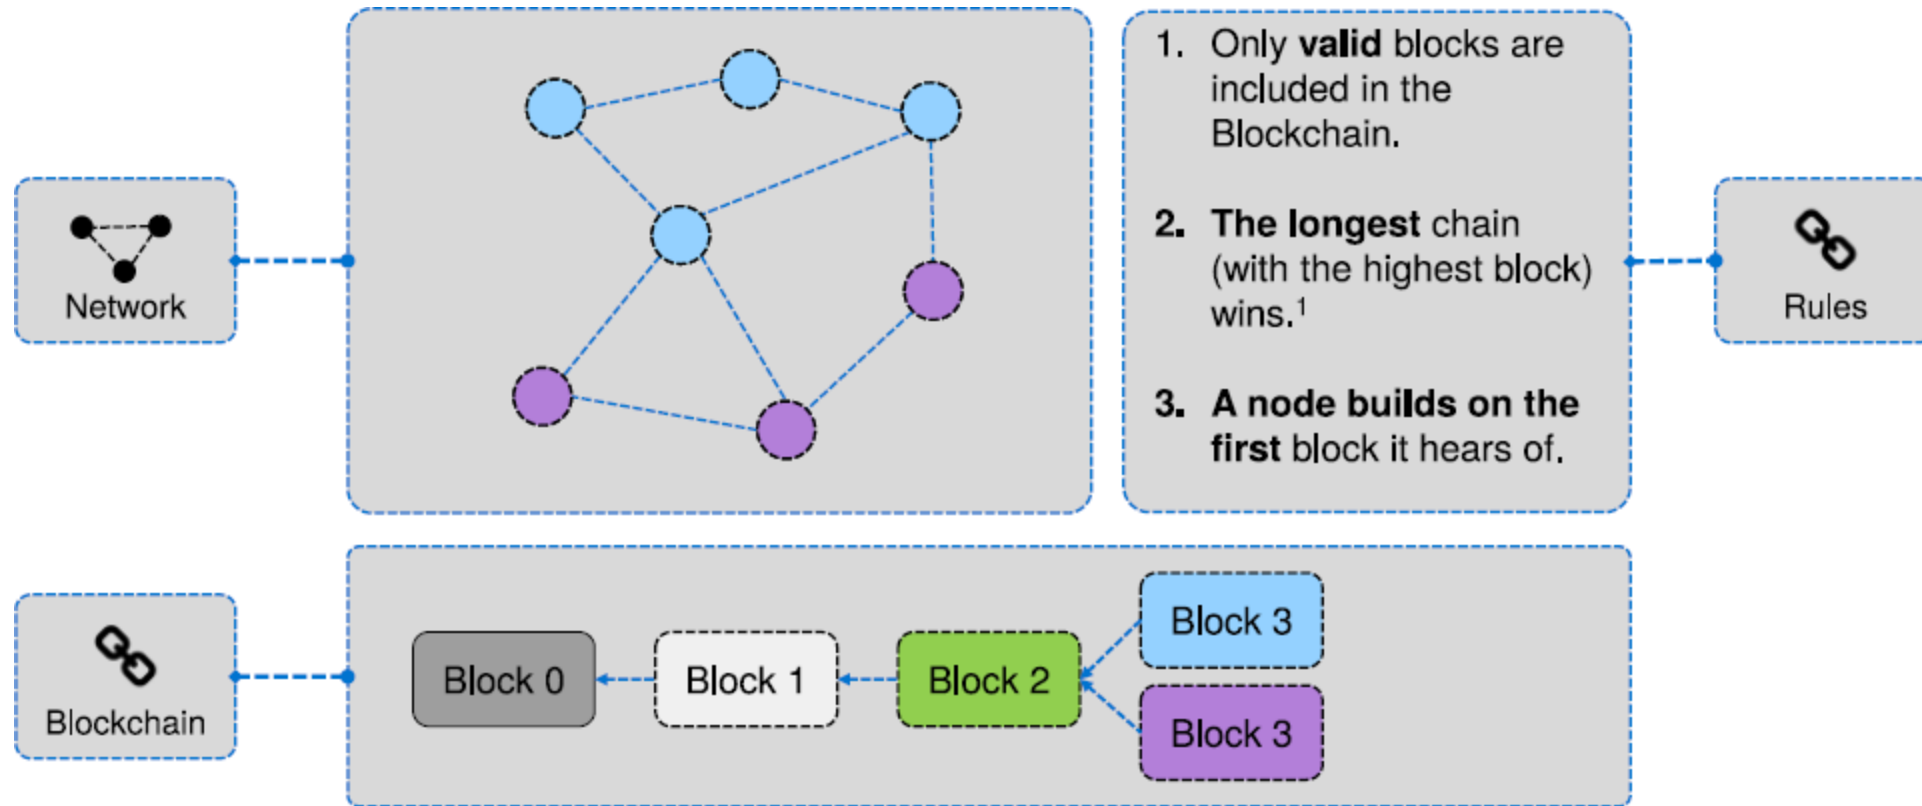 Network
1. Only valid blocks are
included in the
Blockchain.
2. The longest chain
(with the highest block)
wins.¹
3. A node builds on the
first block it hears of.
Rules
Blockchain
Block 0
Block 1
Block 2
Block 3
Block 3